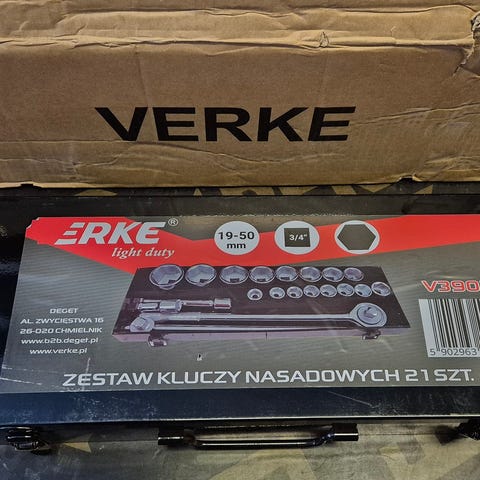 VERKE
ERKE®
light duty
19-50
mm
3/4"
V390
DEGET
AL. ZWYCIĘSTWA 16
26-020 CHMIELNIK
www.b2b.deget.pl
www.verke.pl
5 902963
ZESTAW KLUCZY NASADOWYCH 21 SZT.